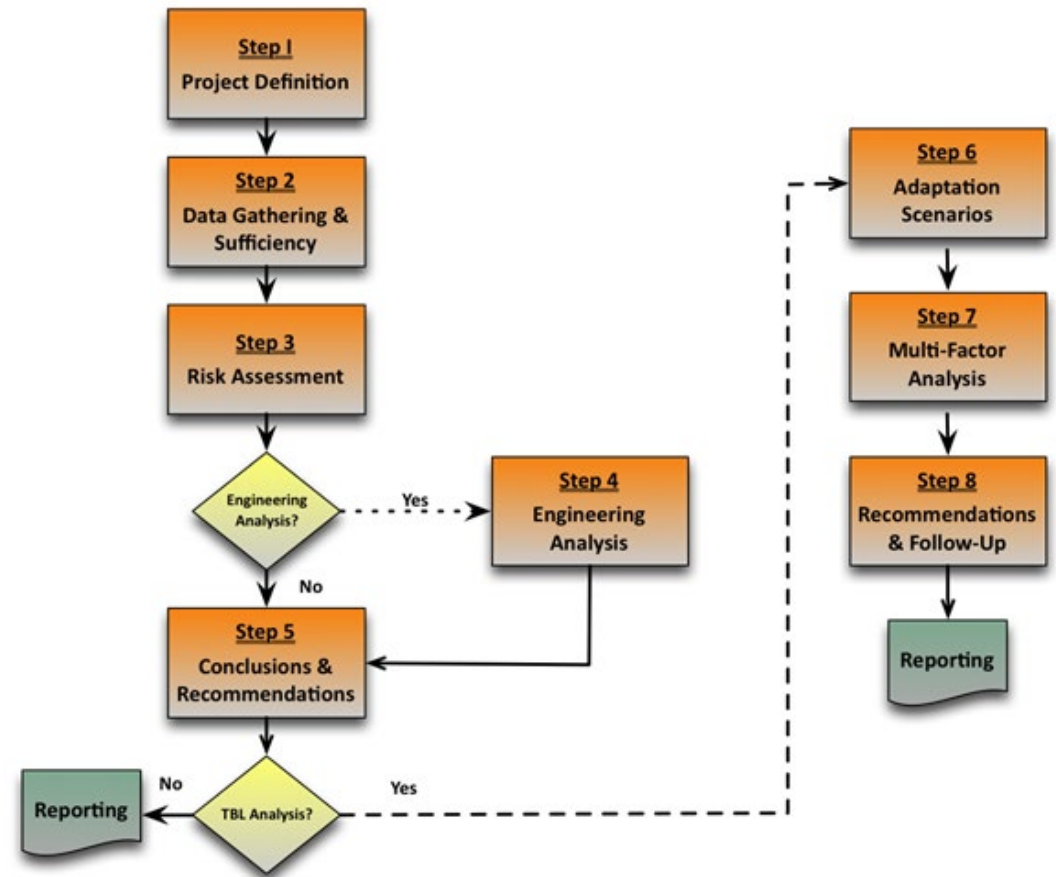 Step I
Project Definition
Step 2
Data Gathering &
Sufficiency
Step 3
Risk Assessment
Engineering
Analysis?
Yes
No
Step 4
Engineering
Analysis
Step 5
Conclusions &
Recommendations
TBL Analysis?
No
Reporting
Yes
Step 6
Adaptation
Scenarios
Step 7
Multi-Factor
Analysis
Step 8
Recommendations
& Follow-Up
Reporting